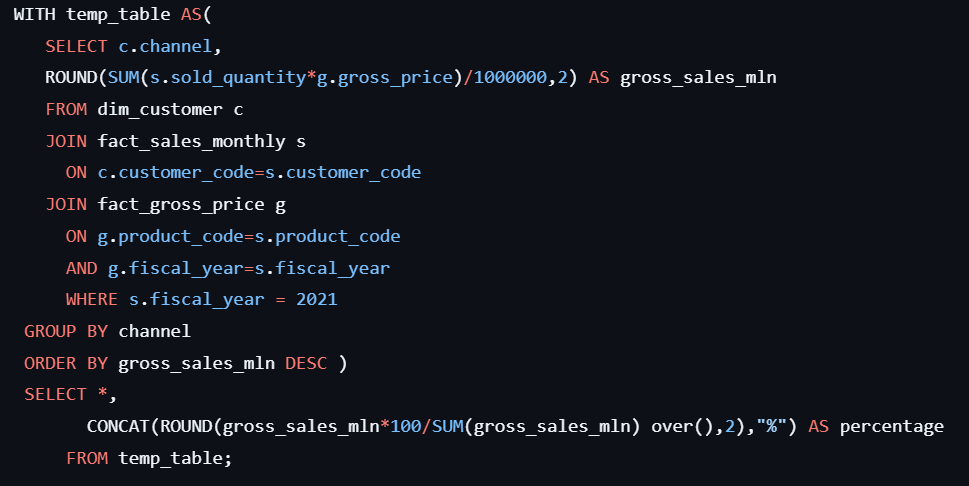 WITH temp_table AS(
SELECT c.channel,
ROUND(SUM(s.sold_quantity*g.gross_price)/1000000,2) AS gross_sales_mln
FROM dim_customer c
JOIN fact_sales_monthly s
ON c.customer_code=s.customer_code
JOIN fact_gross_price g
ON g.product_code=s.product_code
AND g.fiscal_year=s.fiscal_year
WHERE s.fiscal_year = 2021
GROUP BY channel
ORDER BY gross_sales_mln DESC )
SELECT *,
CONCAT(ROUND(gross_sales_mln*100/SUM(gross_sales_mln) over(),2),"%") AS percentage
FROM temp_table;